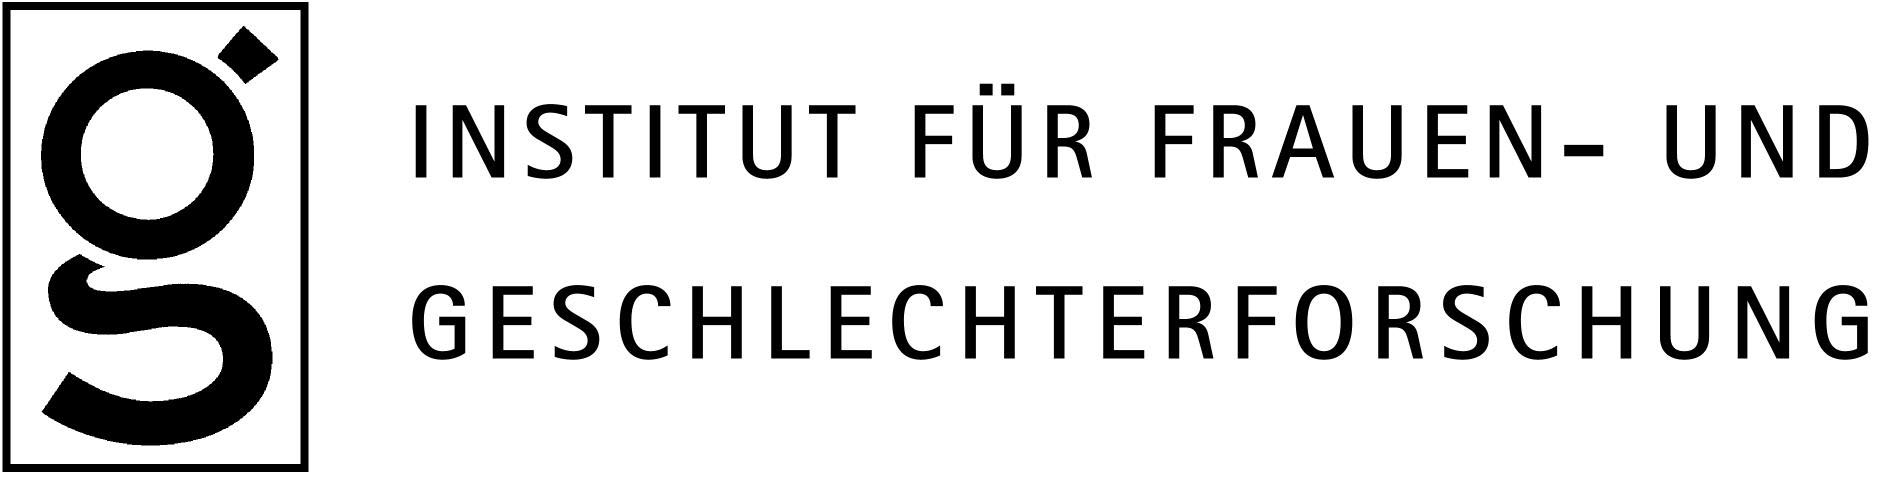 g
INSTITUT FÜR FRAUEN- UND
GESCHLECHTERFORSCHUNG